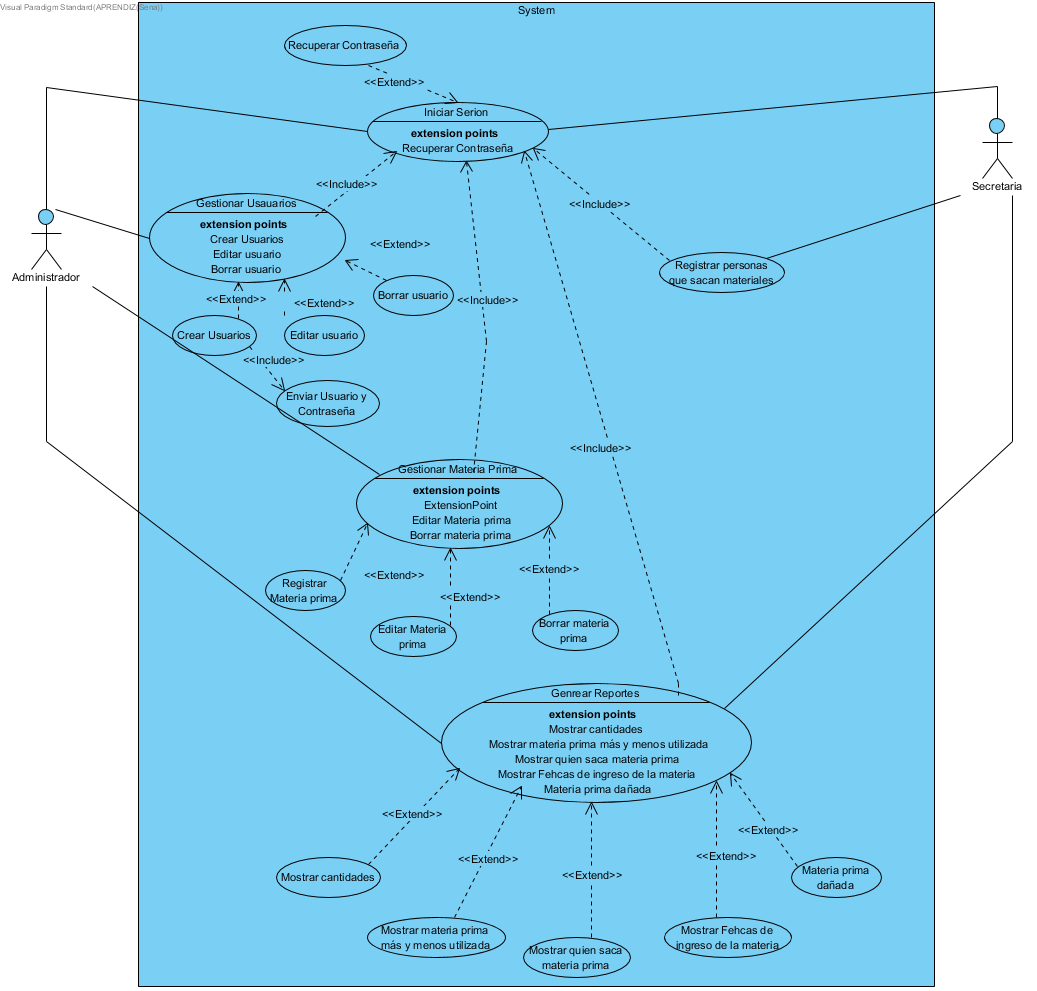 Visual Paradigm Standard(APRENDIZ(Sena))
System
Recuperar Contraseña
<<Extend>>
Iniciar Serion
extension points
Recuperar Contraseña
<<Include>>
Secretaria
Gestionar Usauarios
extension points
Crear Usuarios
Editar usuario
Borrar usuario
<<Include>>
<<Extend>>
Registrar personas
que sacan materiales
Administrador
Borrar usuario
<<Include>>
<<Extend>>
<<Extend>>
Crear Usuarios
Editar usuario
<<Include>>
Enviar Usuario y
Contraseña
<<Include>>
Gestionar Materia Prima
extension points
ExtensionPoint
Editar Materia prima
Borrar materia prima
<<Extend>>
<<Extend>>
<<Extend>>
Registrar
Materia prima
Editar Materia
prima
Borrar materia
prima
Genrear Reportes
extension points
Mostrar cantidades
Mostrar materia prima más y menos utilizada
Mostrar quien saca materia prima
Mostrar Fehcas de ingreso de la materia
Materia prima dañada
<<Extend>>
<<Extend>>
<<Extend>>
<<Extend>>
<<Extend>>
Mostrar cantidades
Materia prima
dañada
Mostrar materia prima
más y menos utilizada
Mostrar quien saca
materia prima
Mostrar Fehcas de
ingreso de la materia